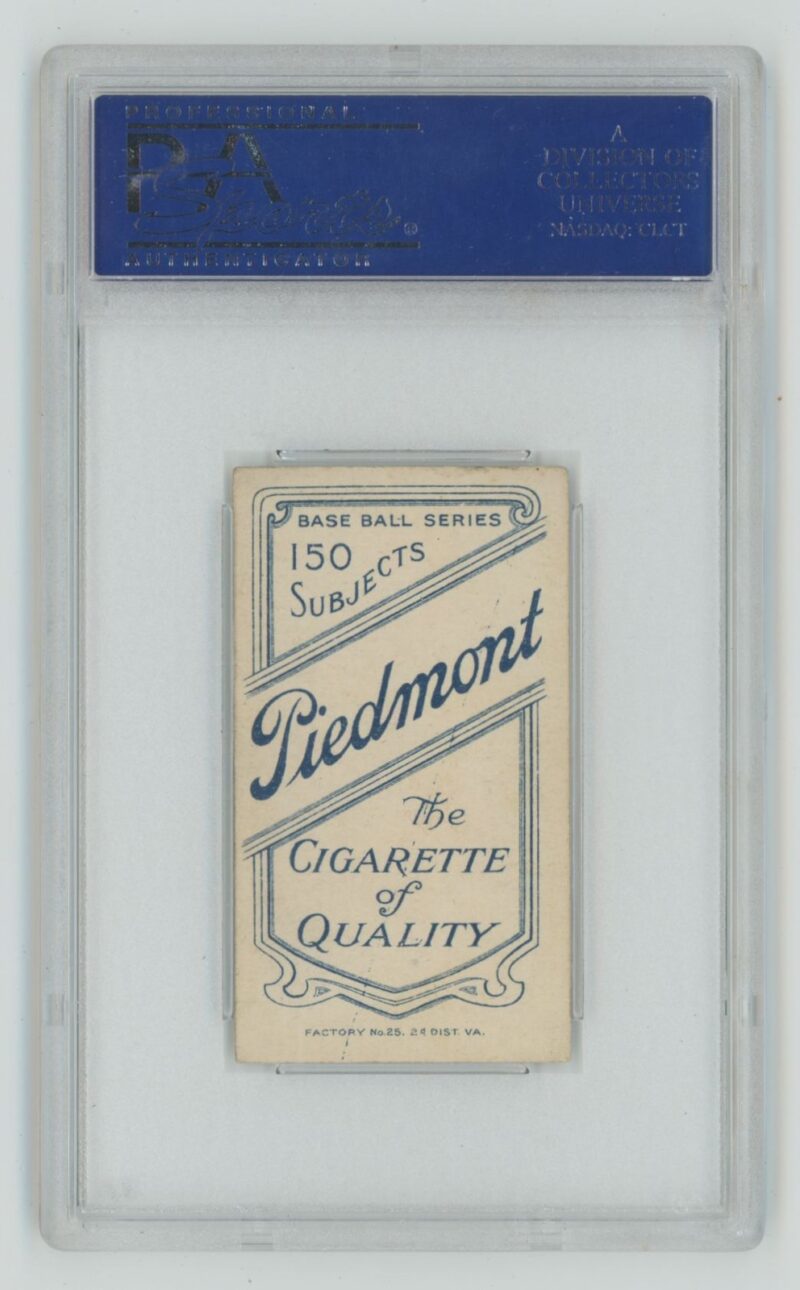 PROFESSIONAL
PSA
Sports®
AUTHENTICATOR
A
DIVISION OF
COLLECTORS
UNIVERSE
NASDAQ: CLCT
BASE BALL SERIES
150
SUBJECTS
Piedmont
The
CIGARETTE
of
QUALITY
FACTORY No. 25. 2d DIST. VA.